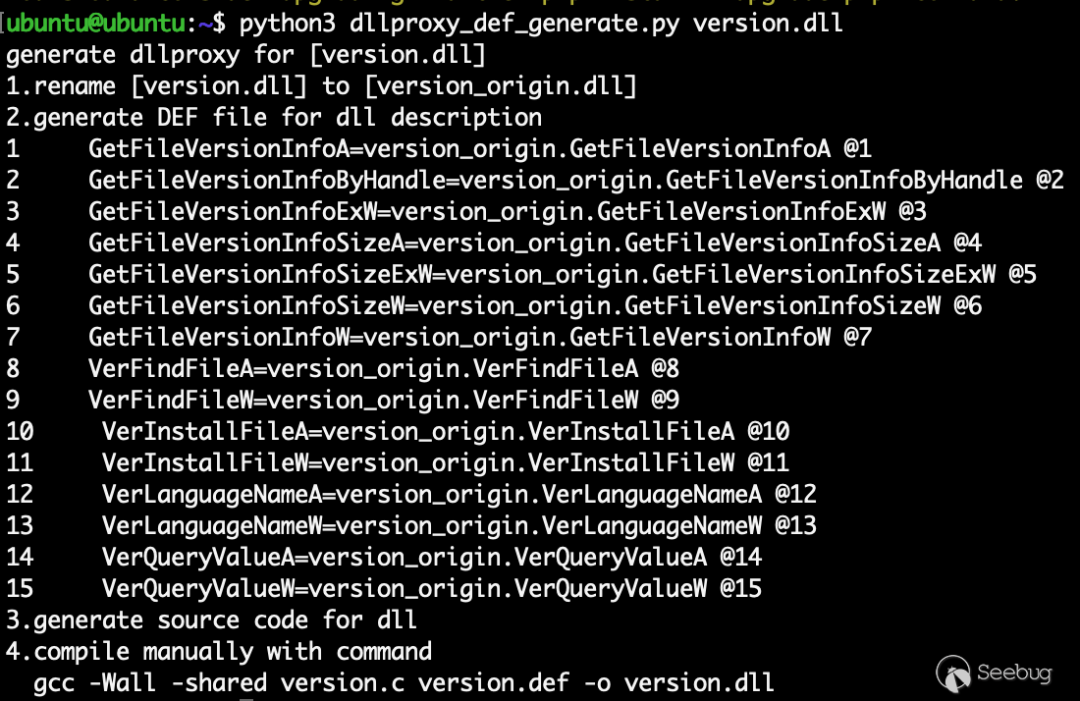 [ubuntu@ubuntu:~$ python3 dllproxy_def_generate.py version.dll
generate dllproxy for [version.dll]
1.rename [version.dll] to [version_origin.dll]
2.generate DEF file for dll description
1 GetFileVersionInfoA=version_origin.GetFileVersionInfoA @1
2 GetFileVersionInfoByHandle=version_origin.GetFileVersionInfoByHandle @2
3 GetFileVersionInfoExW=version_origin.GetFileVersionInfoExW @3
4 GetFileVersionInfoSizeA=version_origin.GetFileVersionInfoSizeA @4
5 GetFileVersionInfoSizeExW=version_origin.GetFileVersionInfoSizeExW @5
6 GetFileVersionInfoSizeW=version_origin.GetFileVersionInfoSizeW @6
7 GetFileVersionInfoW=version_origin.GetFileVersionInfoW @7
8 VerFindFileA=version_origin.VerFindFileA @8
9 VerFindFileW=version_origin.VerFindFileW @9
10 VerInstallFileA=version_origin.VerInstallFileA @10
11 VerInstallFileW=version_origin.VerInstallFileW @11
12 VerLanguageNameA=version_origin.VerLanguageNameA @12
13 VerLanguageNameW=version_origin.VerLanguageNameW @13
14 VerQueryValueA=version_origin.VerQueryValueA @14
15 VerQueryValueW=version_origin.VerQueryValueW @15
3.generate source code for dll
4.compile manually with command
gcc -Wall -shared version.c version.def -o version.dll
Seebug